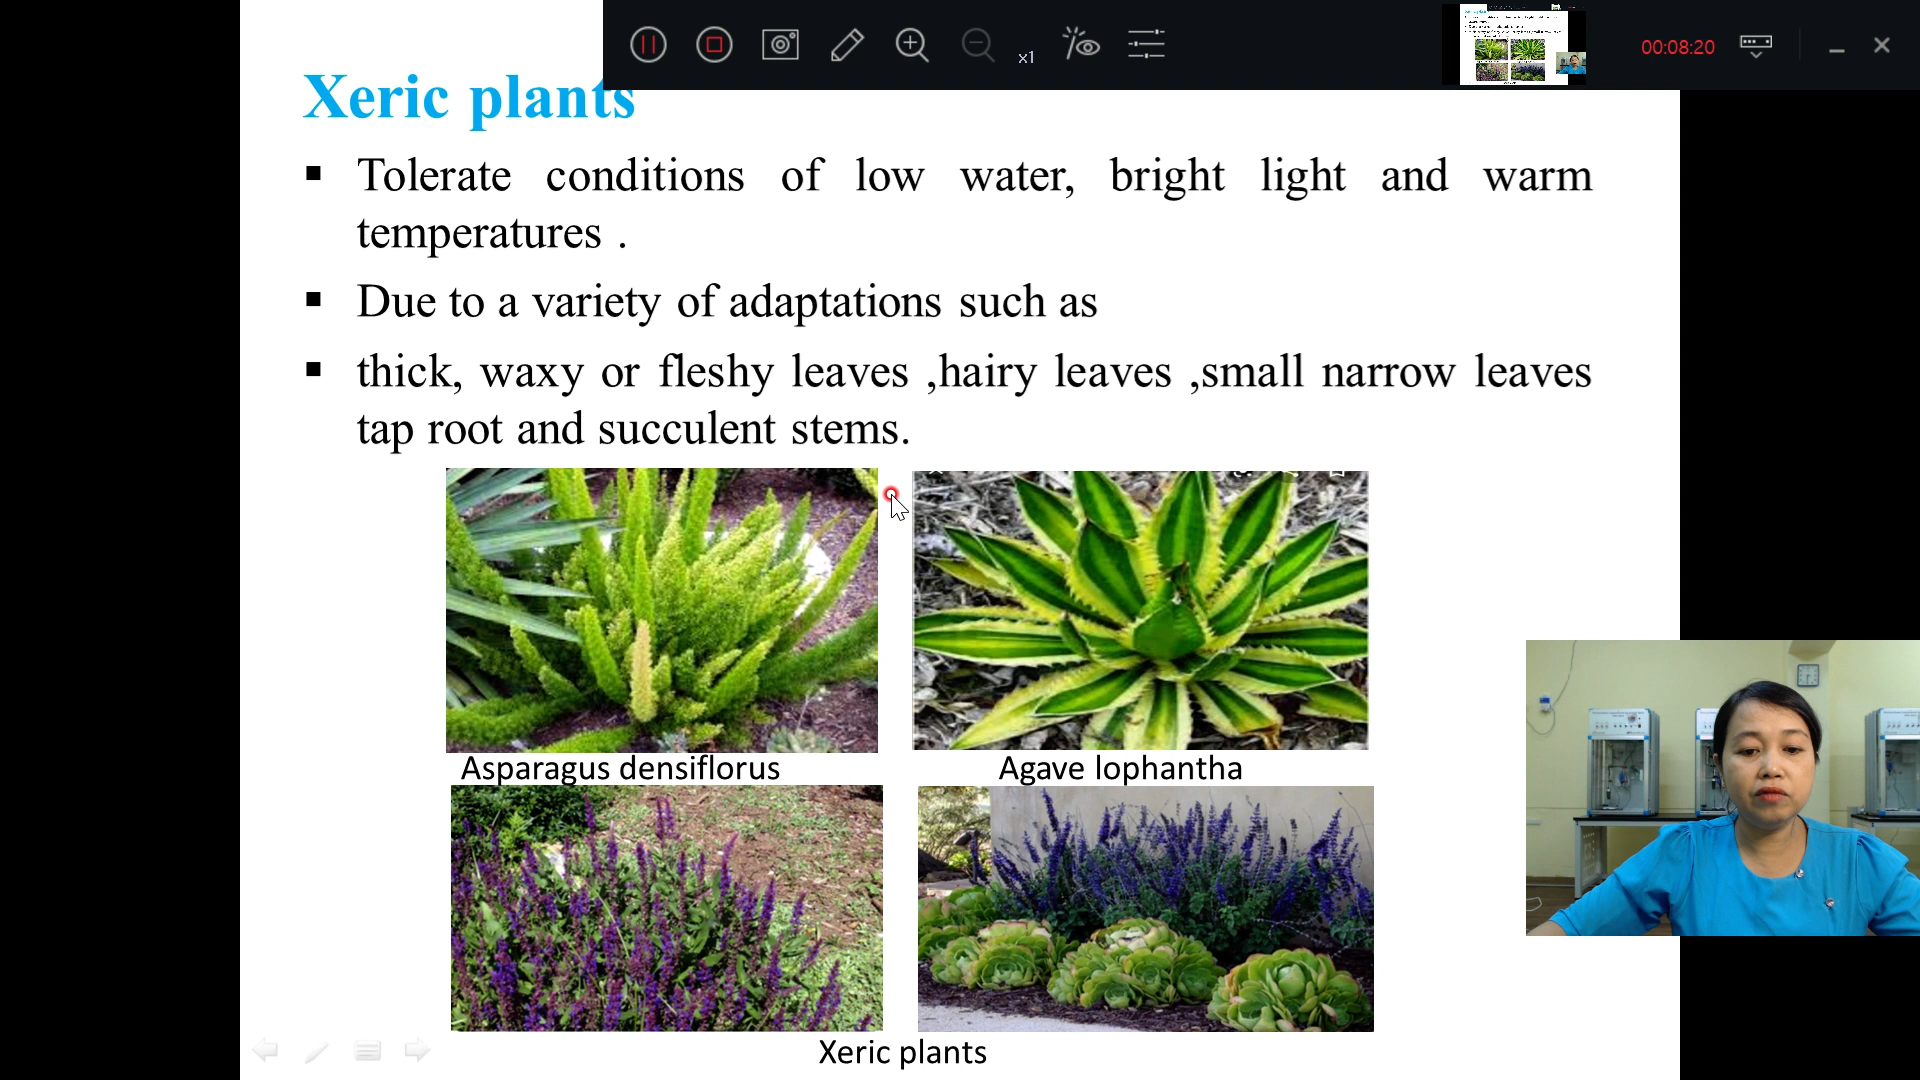 x1
00:08:20
Xeric plants
Tolerate conditions of low water, bright light and warm
temperatures .
Due to a variety of adaptations such as
thick, waxy or fleshy leaves ,hairy leaves ,small narrow leaves
tap root and succulent stems.
Asparagus densiflorus
Agave lophantha
Xeric plants